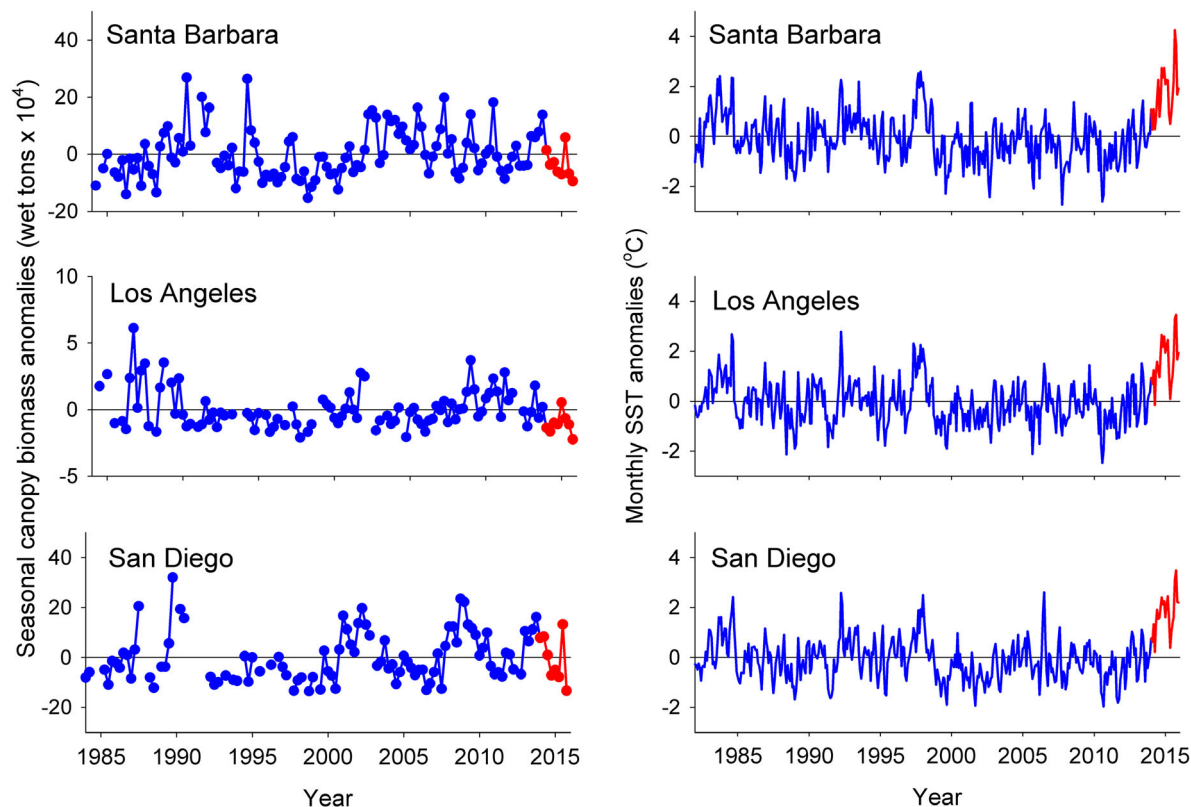 Seasonal canopy biomass anomalies (wet tons x 10⁴)
Santa Barbara
40
20
0
-20
Los Angeles
10
5
0
-5
San Diego
40
20
0
-20
1985 1990 1995 2000 2005 2010 2015
Year
Monthly SST anomalies (°C)
Santa Barbara
4
2
0
-2
Los Angeles
4
2
0
-2
San Diego
4
2
0
-2
1985 1990 1995 2000 2005 2010 2015
Year